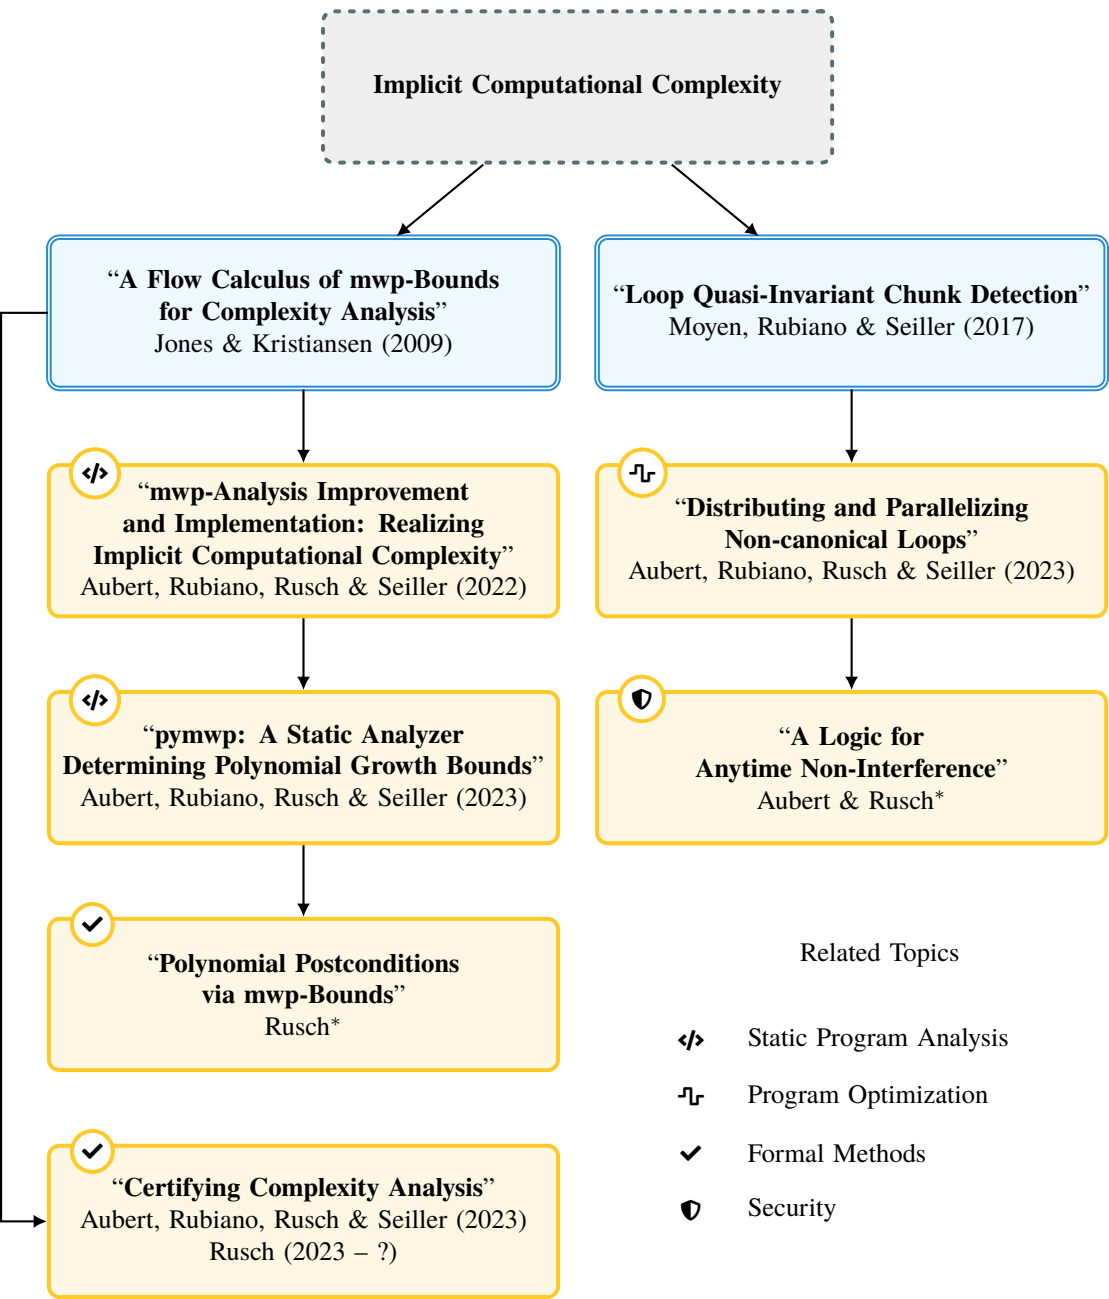 Implicit Computational Complexity
“A Flow Calculus of mwp-Bounds
for Complexity Analysis”
Jones & Kristiansen (2009)
“Loop Quasi-Invariant Chunk Detection”
Moyen, Rubiano & Seiller (2017)
“mwp-Analysis Improvement
and Implementation: Realizing
Implicit Computational Complexity”
Aubert, Rubiano, Rusch & Seiller (2022)
“Distributing and Parallelizing
Non-canonical Loops”
Aubert, Rubiano, Rusch & Seiller (2023)
“pymwp: A Static Analyzer
Determining Polynomial Growth Bounds”
Aubert, Rubiano, Rusch & Seiller (2023)
“A Logic for
Anytime Non-Interference”
Aubert & Rusch*
“Polynomial Postconditions
via mwp-Bounds”
Rusch*
“Certifying Complexity Analysis”
Aubert, Rubiano, Rusch & Seiller (2023)
Rusch (2023 – ?)
Related Topics
Static Program Analysis
Program Optimization
Formal Methods
Security